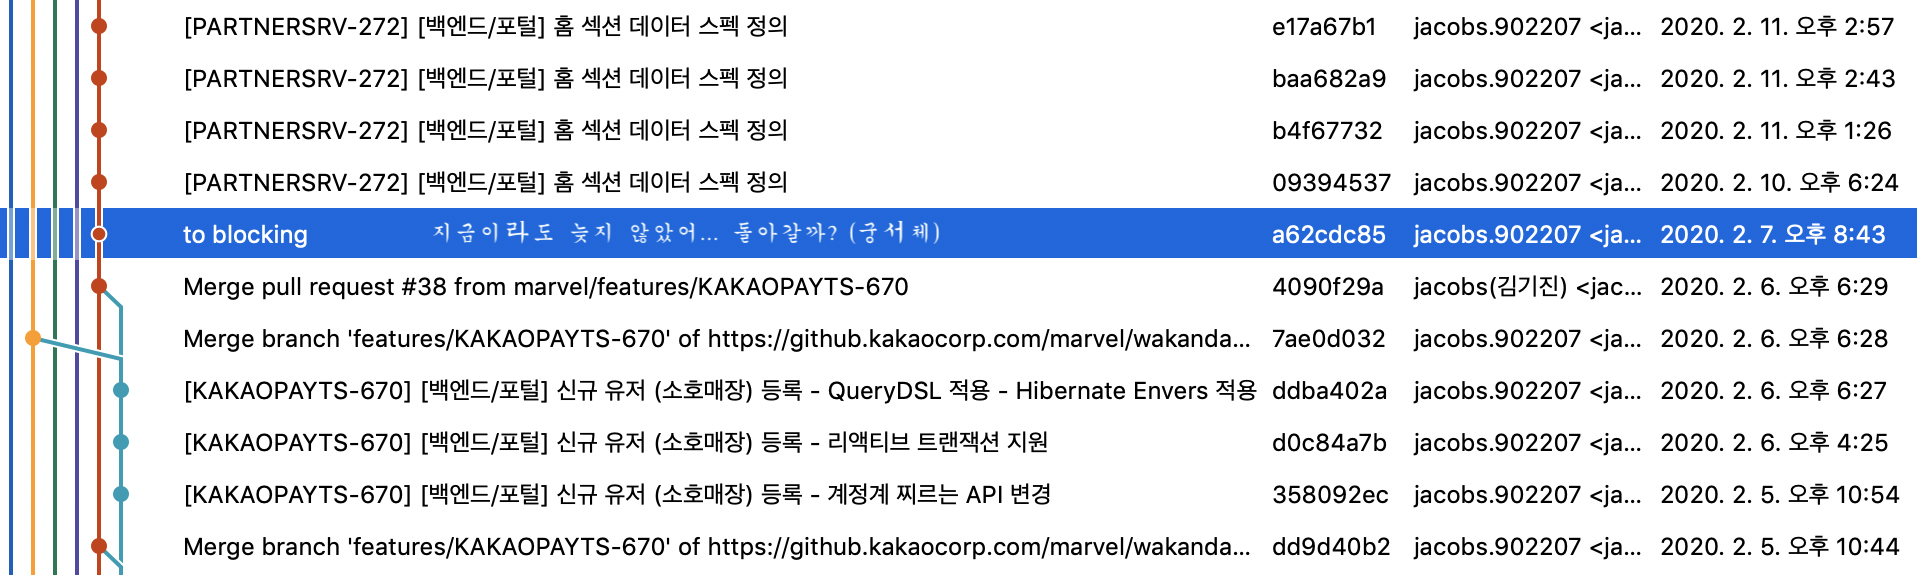 [PARTNERSRV-272] [백엔드/포털] 홈 섹션 데이터 스펙 정의 e17a67b1 jacobs.902207 <ja... 2020. 2. 11. 오후 2:57
[PARTNERSRV-272] [백엔드/포털] 홈 섹션 데이터 스펙 정의 baa682a9 jacobs.902207 <ja... 2020. 2. 11. 오후 2:43
[PARTNERSRV-272] [백엔드/포털] 홈 섹션 데이터 스펙 정의 b4f67732 jacobs.902207 <ja... 2020. 2. 11. 오후 1:26
[PARTNERSRV-272] [백엔드/포털] 홈 섹션 데이터 스펙 정의 09394537 jacobs.902207 <ja... 2020. 2. 10. 오후 6:24
to blocking 지금이라도 늦지 않았어... 돌아갈까? (궁서체) a62cdc85 jacobs.902207 <ja... 2020. 2. 7. 오후 8:43
Merge pull request #38 from marvel/features/KAKAOPAYTS-670 4090f29a jacobs(김기진) <jac... 2020. 2. 6. 오후 6:29
Merge branch 'features/KAKAOPAYTS-670' of https://github.kakaocorp.com/marvel/wakanda... 7ae0d032 jacobs.902207 <ja... 2020. 2. 6. 오후 6:28
[KAKAOPAYTS-670] [백엔드/포털] 신규 유저 (소호매장) 등록 - QueryDSL 적용 - Hibernate Envers 적용 ddba402a jacobs.902207 <ja... 2020. 2. 6. 오후 6:27
[KAKAOPAYTS-670] [백엔드/포털] 신규 유저 (소호매장) 등록 - 리액티브 트랜잭션 지원 d0c84a7b jacobs.902207 <ja... 2020. 2. 6. 오후 4:25
[KAKAOPAYTS-670] [백엔드/포털] 신규 유저 (소호매장) 등록 - 계정계 찌르는 API 변경 358092ec jacobs.902207 <ja... 2020. 2. 5. 오후 10:54
Merge branch 'features/KAKAOPAYTS-670' of https://github.kakaocorp.com/marvel/wakanda... dd9d40b2 jacobs.902207 <ja... 2020. 2. 5. 오후 10:44